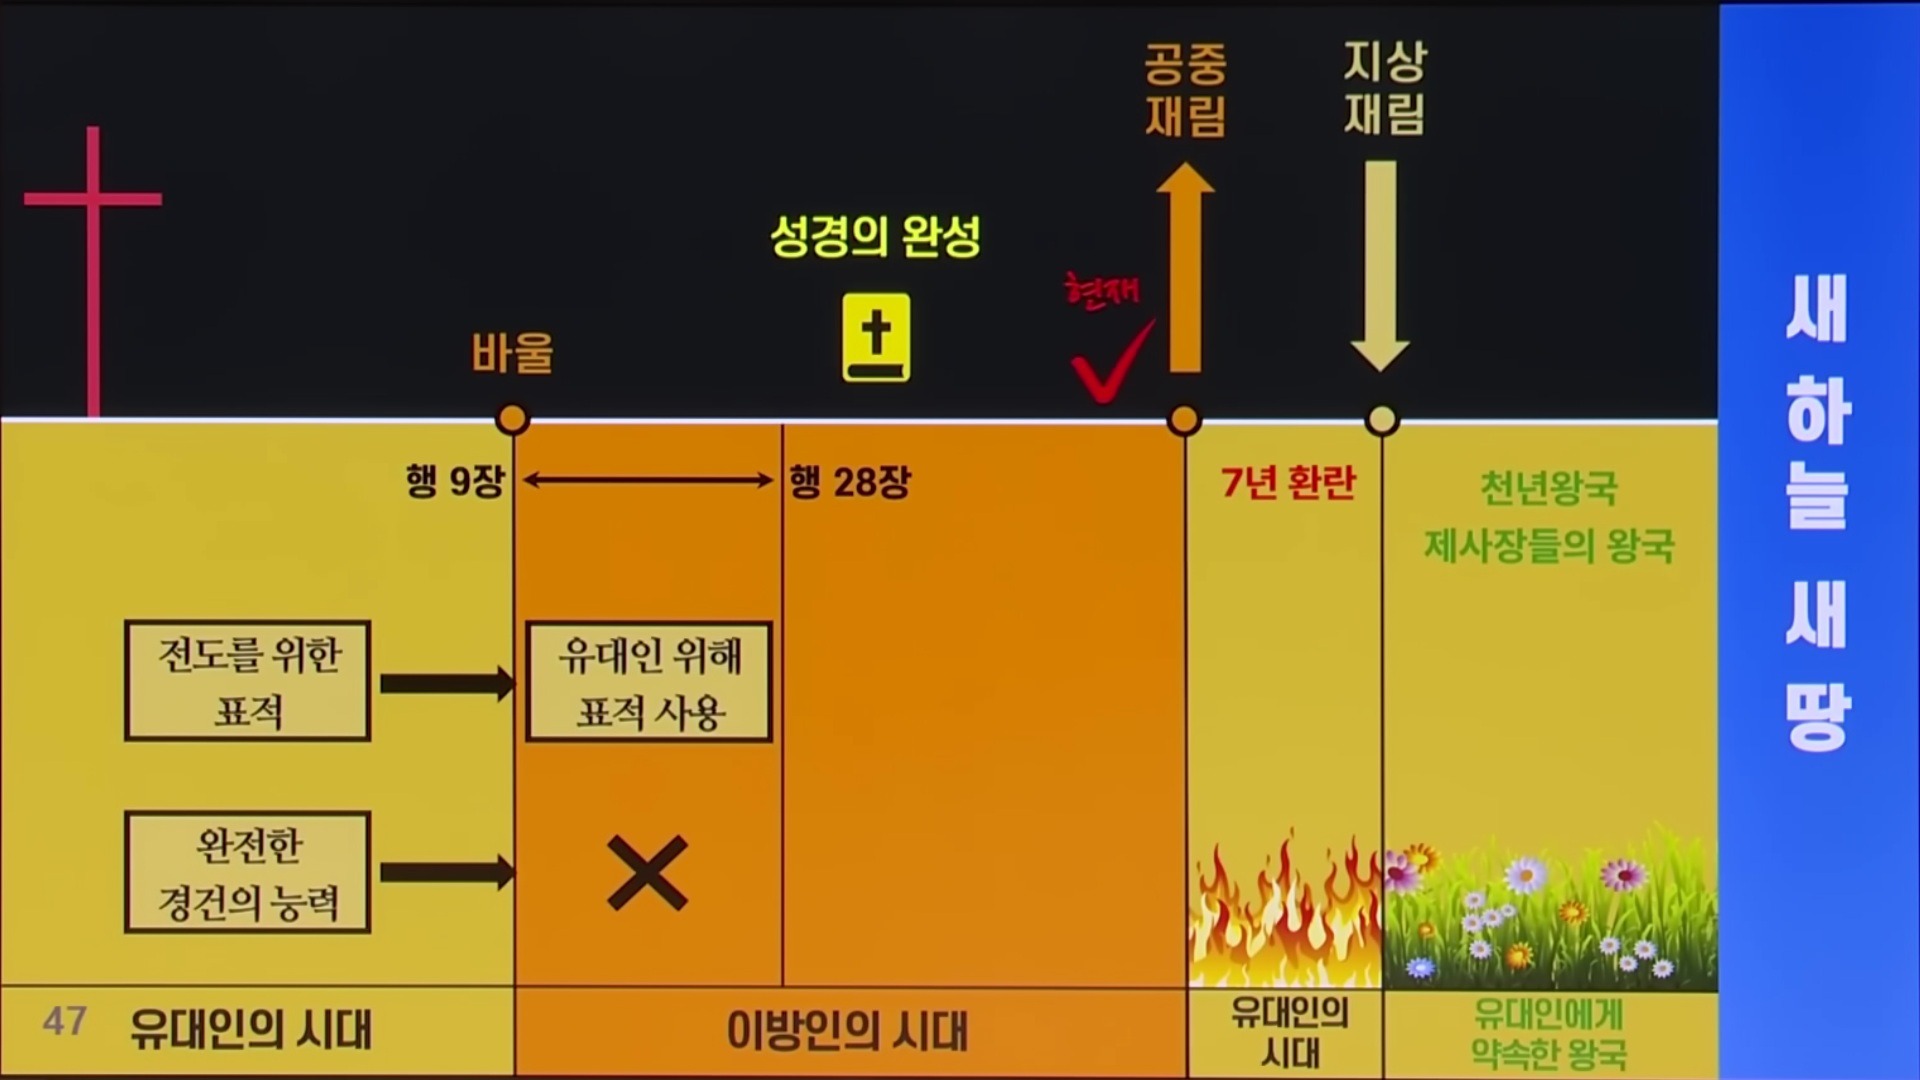 공중
재림
지상
재림
성경의 완성
현재
바울
행 9장
행 28장
7년 환란
천년왕국
제사장들의 왕국
전도를 위한
표적
유대인 위해
표적 사용
완전한
경건의 능력
47
유대인의 시대
이방인의 시대
유대인의
시대
유대인에게
약속한 왕국
새 하늘 새 땅